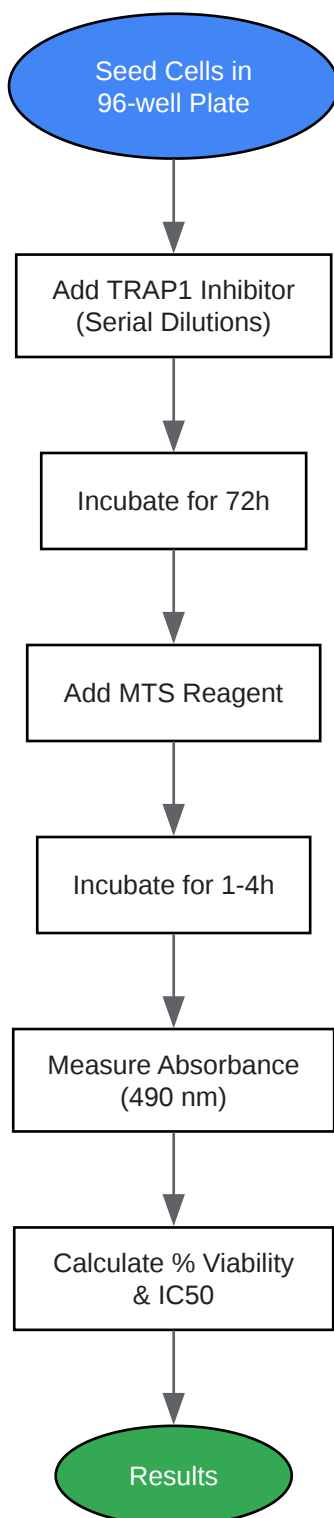 Seed Cells in
96-well Plate
Add TRAP1 Inhibitor
(Serial Dilutions)
Incubate for 72h
Add MTS Reagent
Incubate for 1-4h
Measure Absorbance
(490 nm)
Calculate % Viability
& IC50
Results